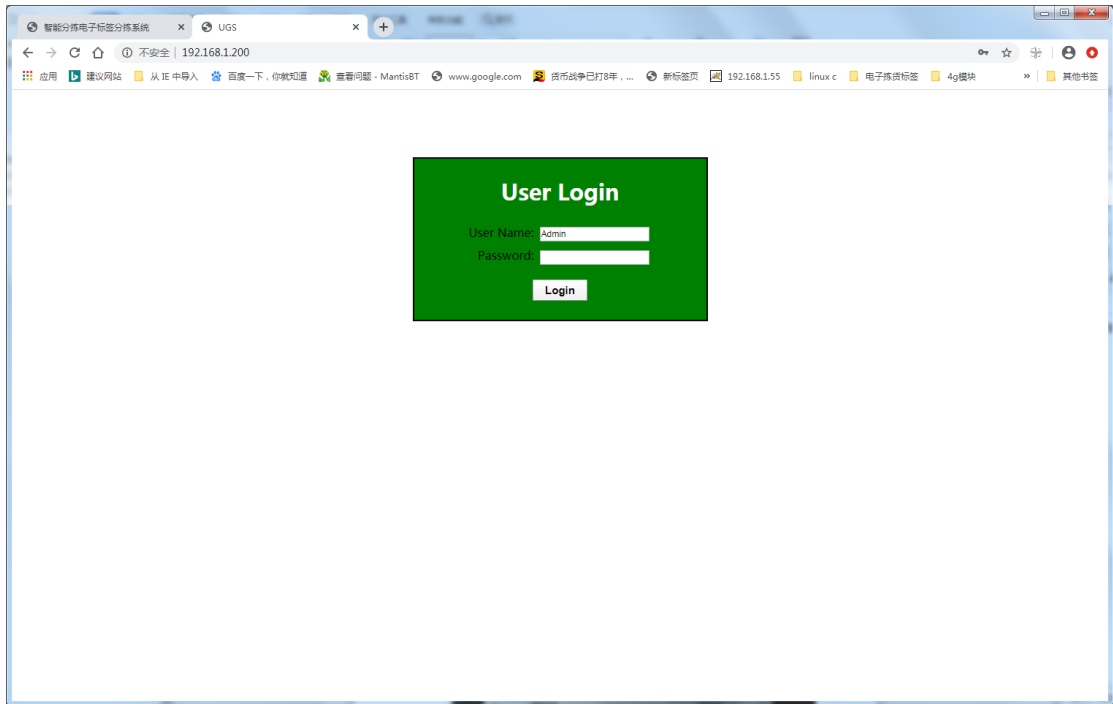 智能分拣电子标签分拣系统 UGS
不安全 192.168.1.200
应用 建议网站 从 IE 中导入 百度一下，你就知道 查看问题 - MantisBT www.google.com 货币战争已打8年，... 新标签页 192.168.1.55 linux c 电子拣货标签 4g模块 » 其他书签
User Login
User Name: Admin
Password:
Login